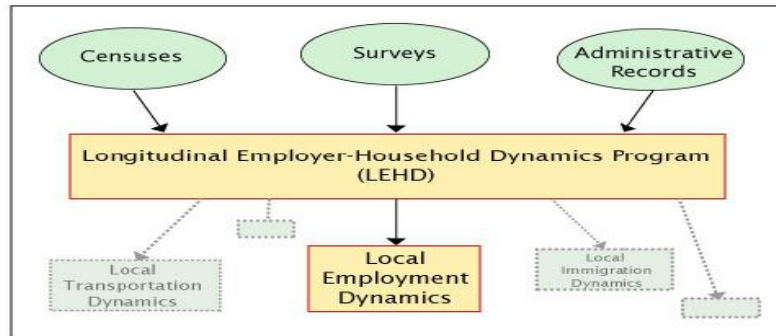 Censuses
Surveys
Administrative
Records
Longitudinal Employer-Household Dynamics Program
(LEHD)
Local
Transportation
Dynamics
Local
Employment
Dynamics
Local
Immigration
Dynamics